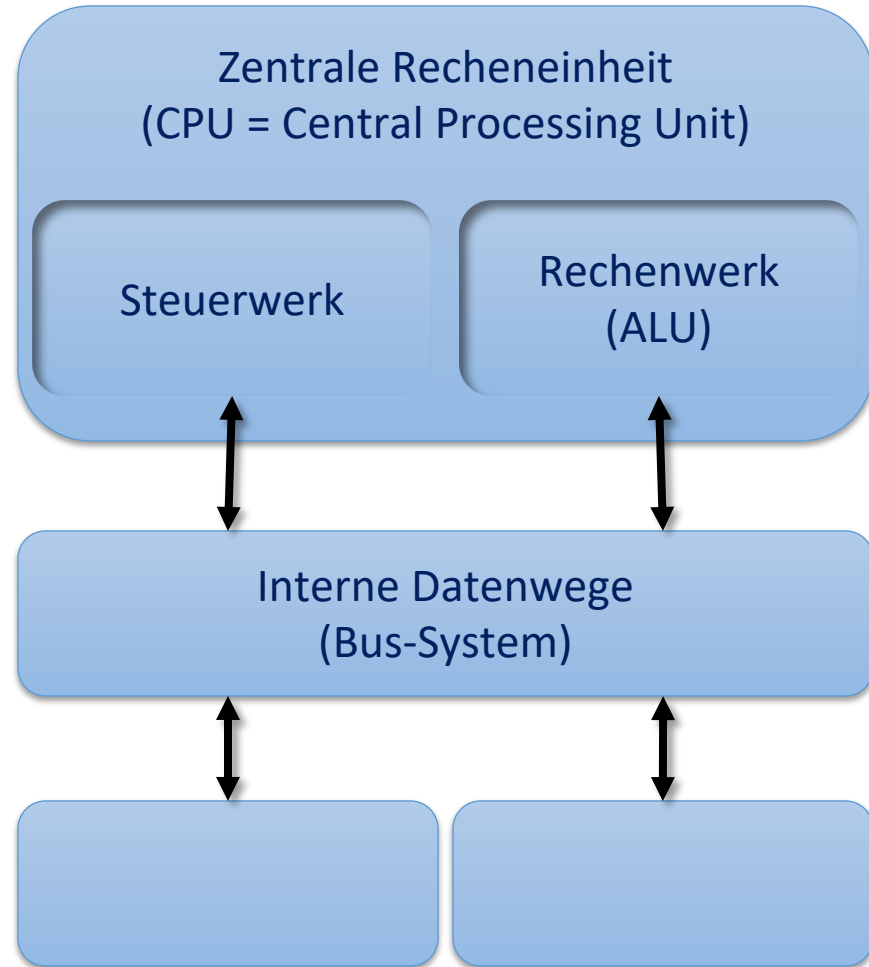 Zentrale Recheneinheit
(CPU = Central Processing Unit)
Steuerwerk
Rechenwerk
(ALU)
Interne Datenwege
(Bus-System)